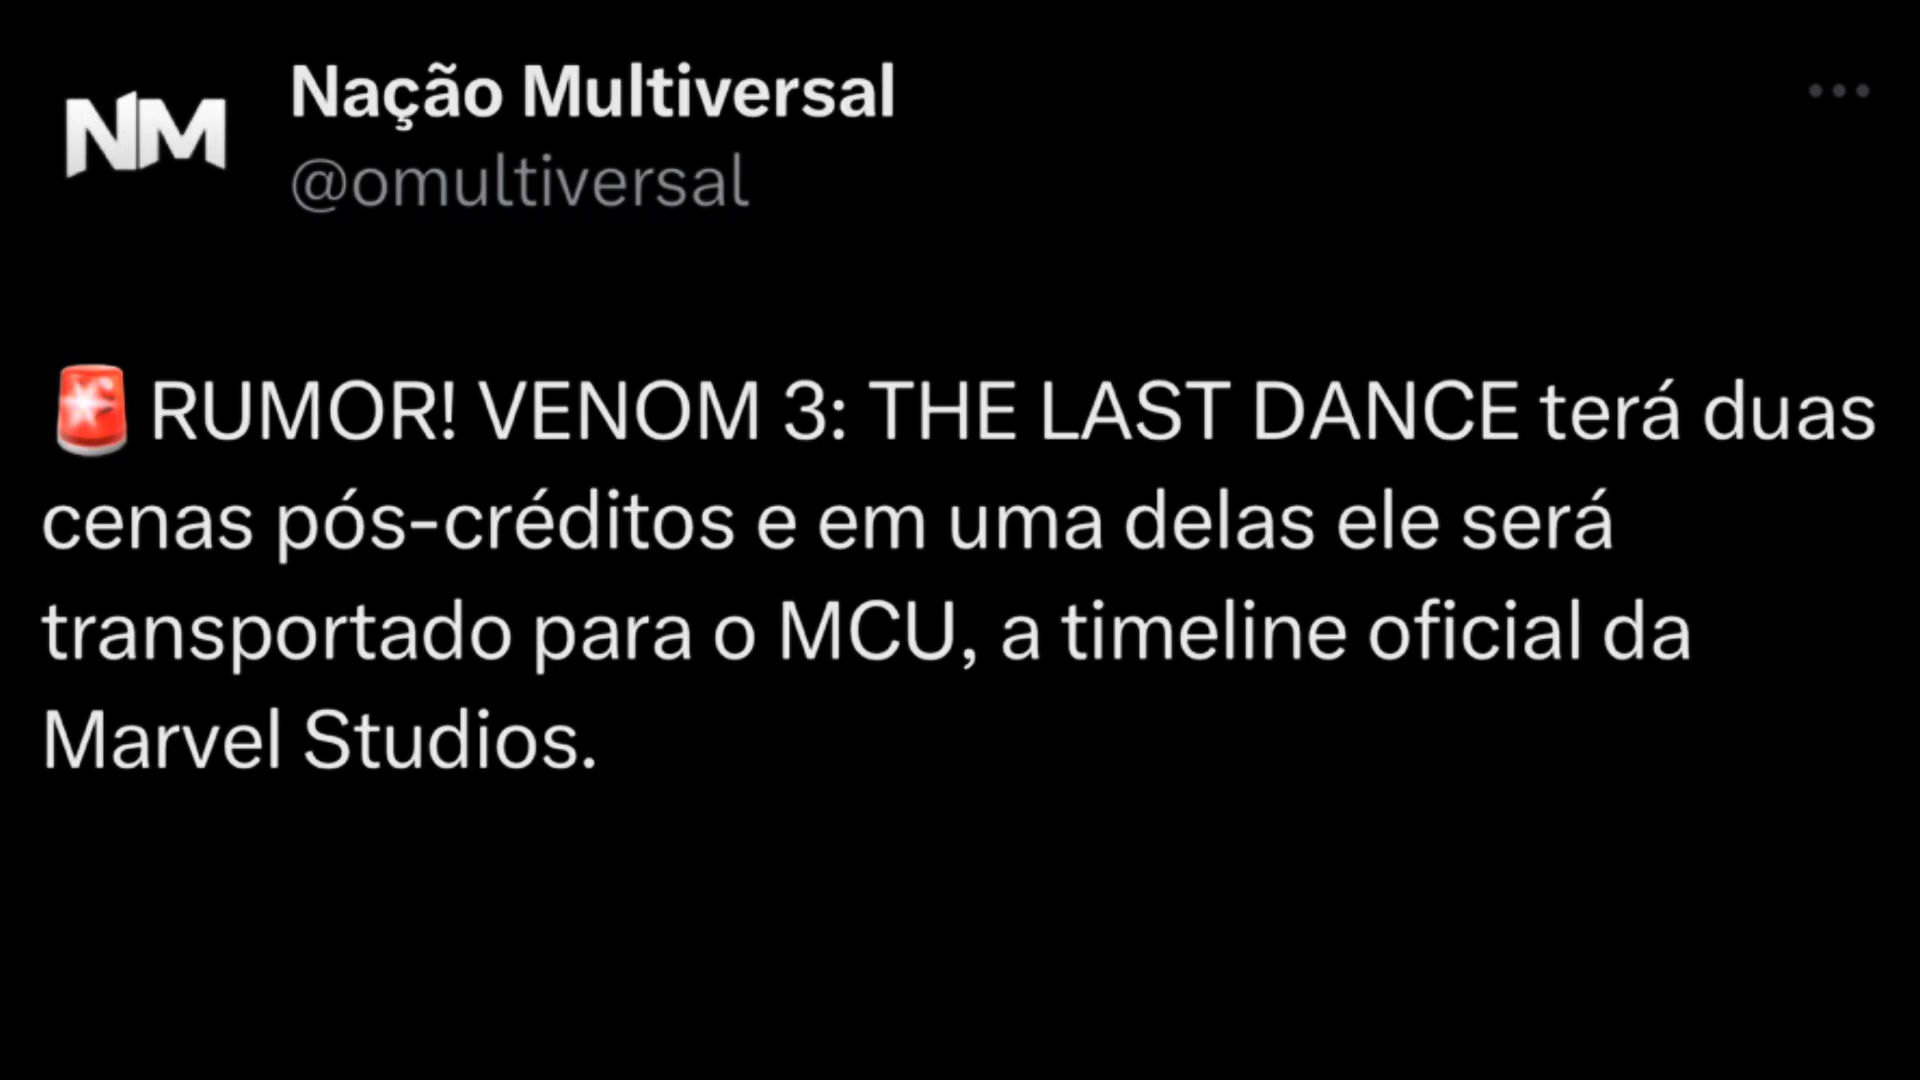 NM
Nação Multiversal
@omultiversal
🚨 RUMOR! VENOM 3: THE LAST DANCE terá duas
cenas pós-créditos e em uma delas ele será
transportado para o MCU, a timeline oficial da
Marvel Studios.